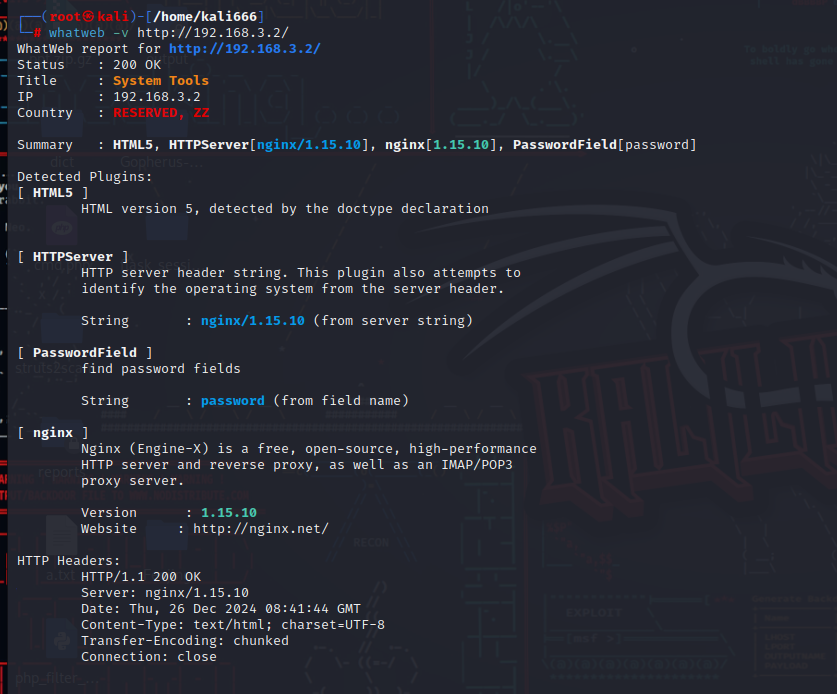 ┌──(root㉿kali)-[/home/kali666]
└─# whatweb -v http://192.168.3.2/
WhatWeb report for http://192.168.3.2/
Status    : 200 OK
Title     : System Tools
IP        : 192.168.3.2
Country   : RESERVED, ZZ
Summary   : HTML5, HTTPServer[nginx/1.15.10], nginx[1.15.10], PasswordField[password]
Detected Plugins:
[ HTML5 ]
HTML version 5, detected by the doctype declaration
[ HTTPServer ]
HTTP server header string. This plugin also attempts to
identify the operating system from the server header.
String       : nginx/1.15.10 (from server string)
[ PasswordField ]
find password fields
String       : password (from field name)
[ nginx ]
Nginx (Engine-X) is a free, open-source, high-performance
HTTP server and reverse proxy, as well as an IMAP/POP3
proxy server.
Version      : 1.15.10
Website     : http://nginx.net/
HTTP Headers:
HTTP/1.1 200 OK
Server: nginx/1.15.10
Date: Thu, 26 Dec 2024 08:41:44 GMT
Content-Type: text/html; charset=UTF-8
Transfer-Encoding: chunked
Connection: close
dict
Gopherus-...
a.txt
php_filter_...
RECON
EXPLOIT